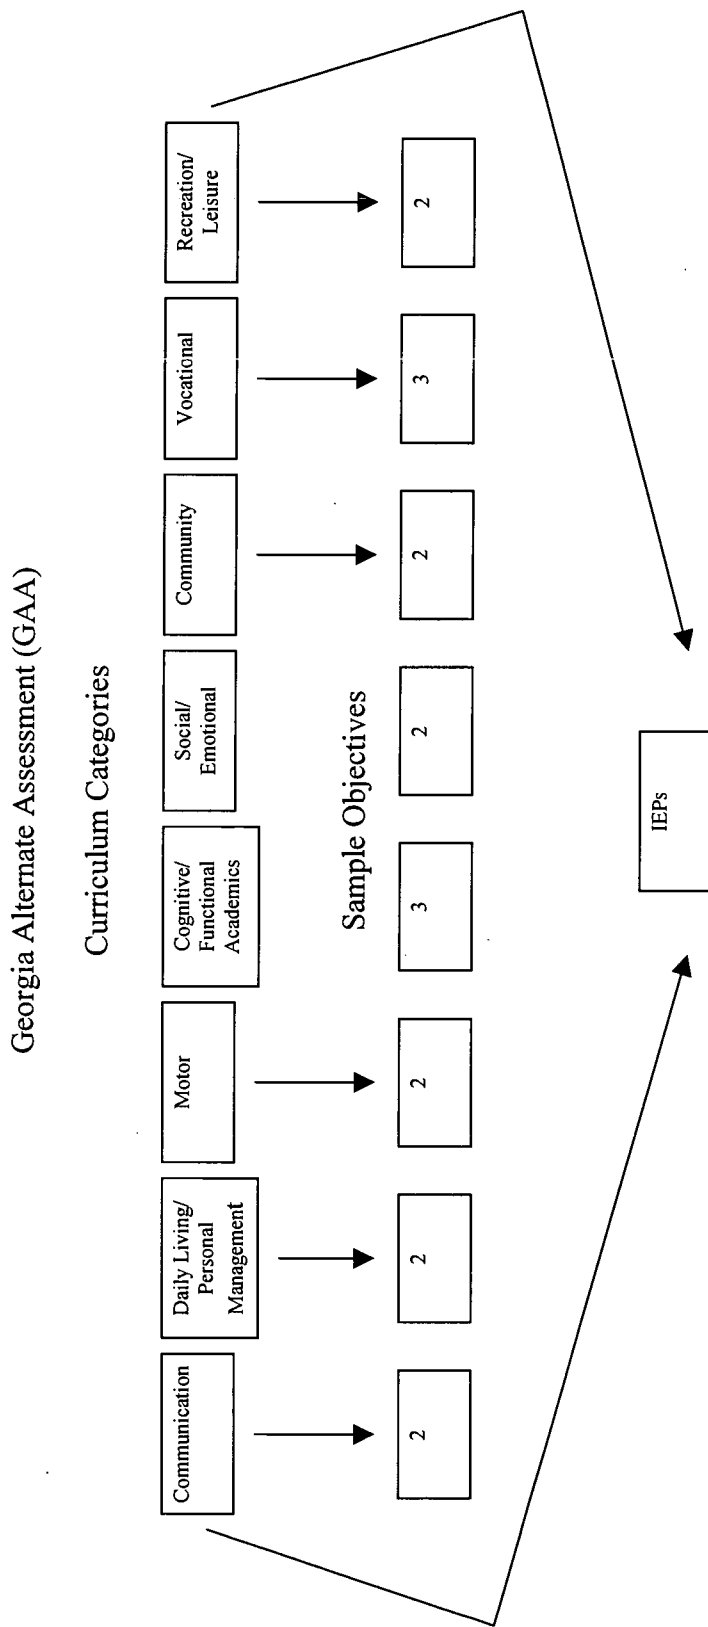 Georgia Alternate Assessment (GAA)
Curriculum Categories
Communication
Daily Living/
Personal
Management
Motor
Cognitive/
Functional
Academics
Social/
Emotional
Community
Vocational
Recreation/
Leisure
Sample Objectives
2
2
2
3
2
2
3
2
IEPs